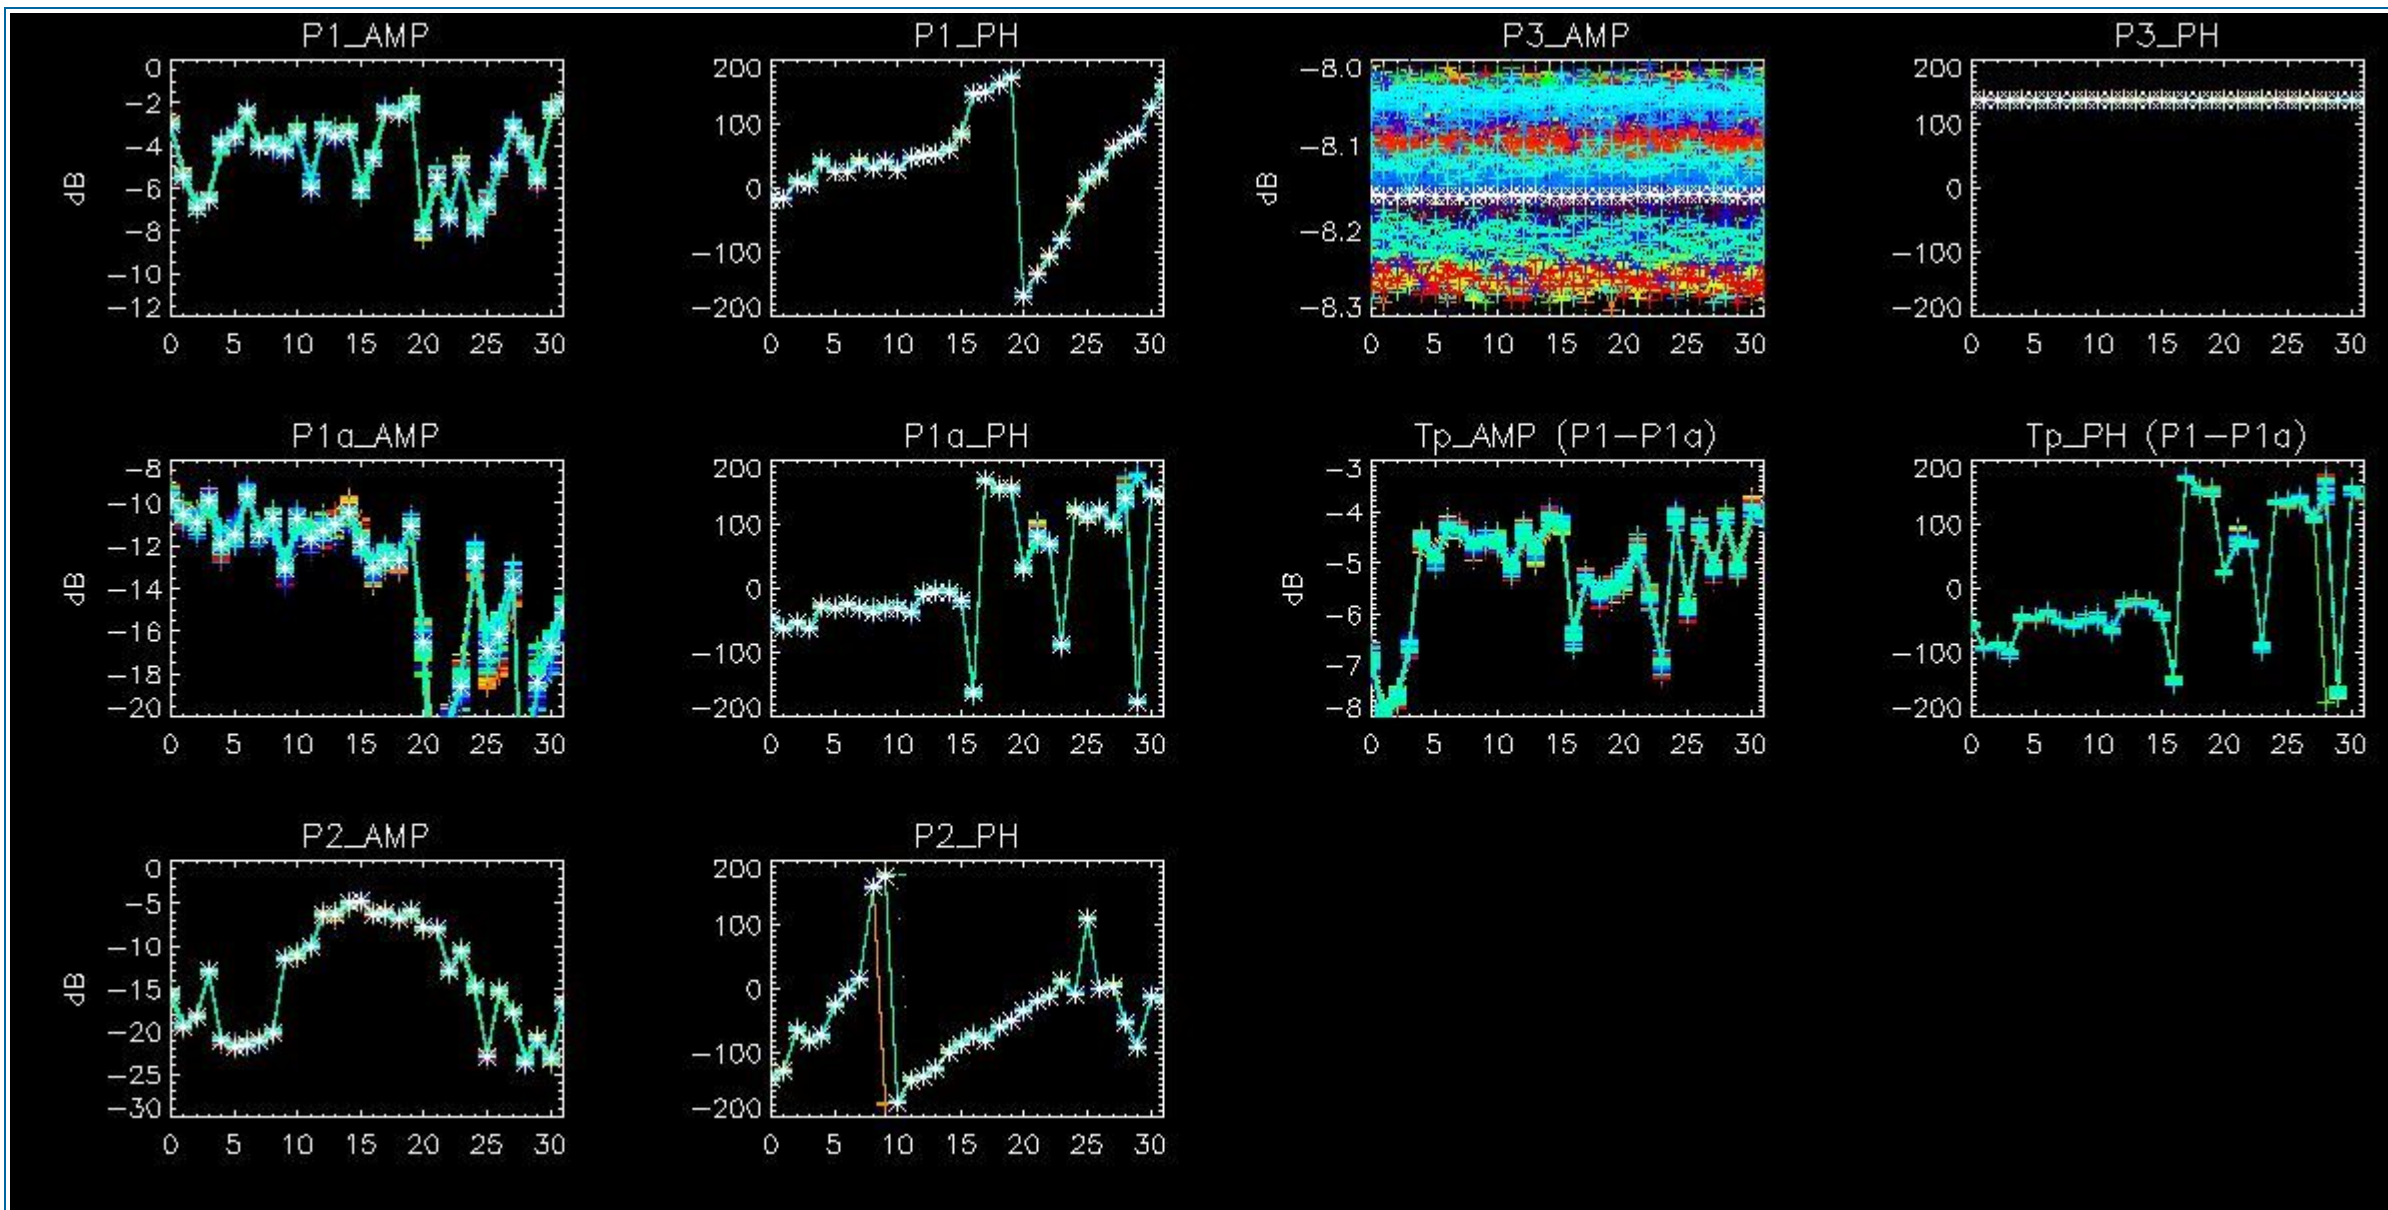 P1_AMP P1_PH P3_AMP P3_PH
0 200 −8.0 200
−2
−4 100 −8.1 100
dB −6 0 dB 0
−8 −100 −8.2 −100
−10
−12 −200 −8.3 −200
0 5 10 15 20 25 30 0 5 10 15 20 25 30 0 5 10 15 20 25 30 0 5 10 15 20 25 30
P1a_AMP P1a_PH Tp_AMP (P1−P1a) Tp_PH (P1−P1a)
−8 200 −3 200
−10 100 −4 100
−12
dB −14 0 dB −5 0
−16 −100 −6 −100
−18 −7
−20 −200 −8 −200
0 5 10 15 20 25 30 0 5 10 15 20 25 30 0 5 10 15 20 25 30 0 5 10 15 20 25 30
P2_AMP P2_PH
0 200
−5 100
−10
dB −15 0
−20 −100
−25
−30 −200
0 5 10 15 20 25 30 0 5 10 15 20 25 30